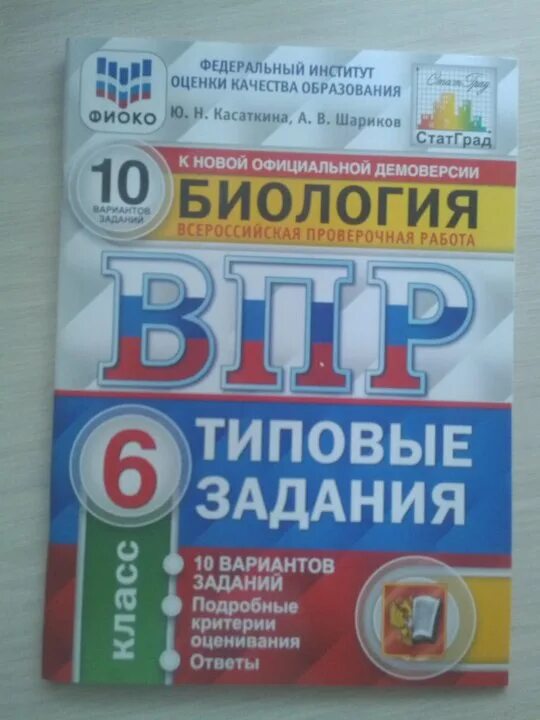 ФЕДЕРАЛЬНЫЙ ИНСТИТУТ
ОЦЕНКИ КАЧЕСТВА ОБРАЗОВАНИЯ
ФИОКО
Ю. Н. Касаткина, А. В. Шариков
СтатГрад
СтатГрад
К НОВОЙ ОФИЦИАЛЬНОЙ ДЕМОВЕРСИИ
10
ВАРИАНТОВ
ЗАДАНИЙ
БИОЛОГИЯ
ВСЕРОССИЙСКАЯ ПРОВЕРОЧНАЯ РАБОТА
ВПР
6
класс
ТИПОВЫЕ
ЗАДАНИЯ
10 ВАРИАНТОВ
ЗАДАНИЙ
Подробные
критерии
оценивания
Ответы